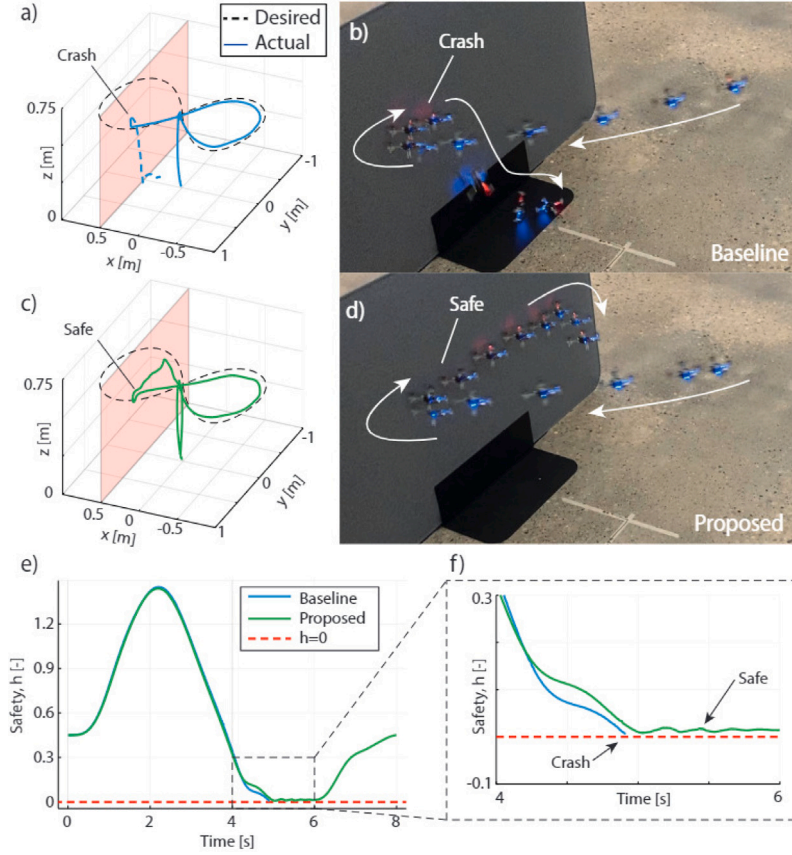 a)
Desired
Actual
Crash
0.75
z [m]
0
0.5
0
-0.5
x [m]
1
0
-1
y [m]
b)
Crash
Baseline
c)
Safe
0.75
z [m]
0
0.5
0
-0.5
x [m]
1
0
-1
y [m]
d)
Safe
Proposed
e)
Baseline
Proposed
h=0
1.2
0.9
0.6
0.3
0
Safety, h [-]
0
2
4
6
8
Time [s]
f)
0.3
-0.1
Safety, h [-]
Safe
Crash
4
6
Time [s]